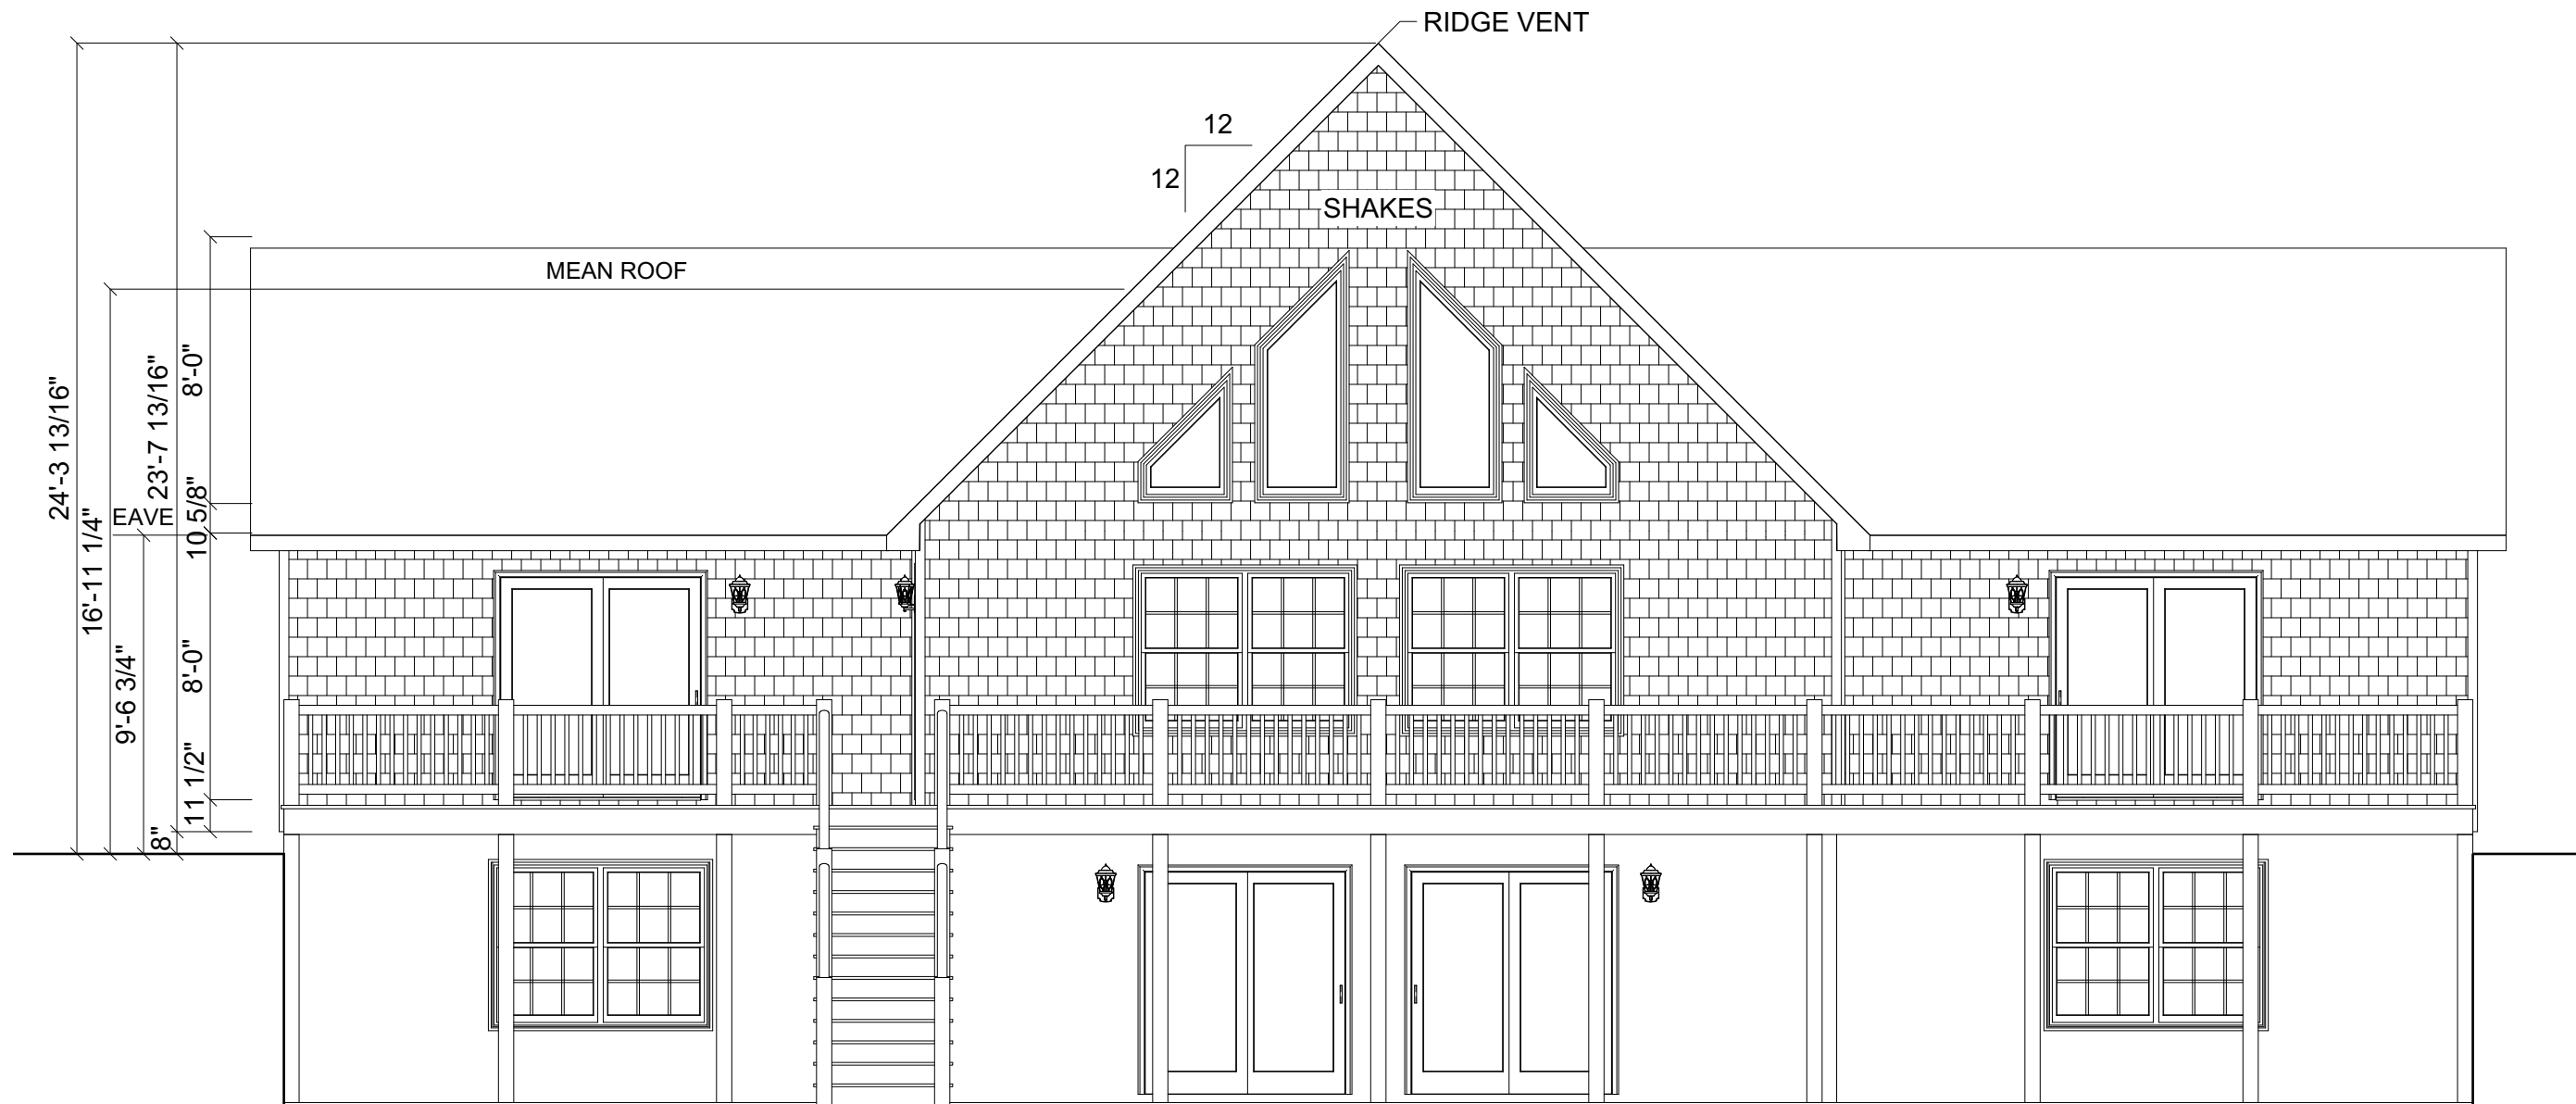 RIDGE VENT
12
12
SHAKES
MEAN ROOF
EAVE
24'-3 13/16"
16'-11 1/4"
9'-6 3/4"
23'-7 13/16"
8"
8'-0"
10 5/8"
8'-0"
11 1/2"